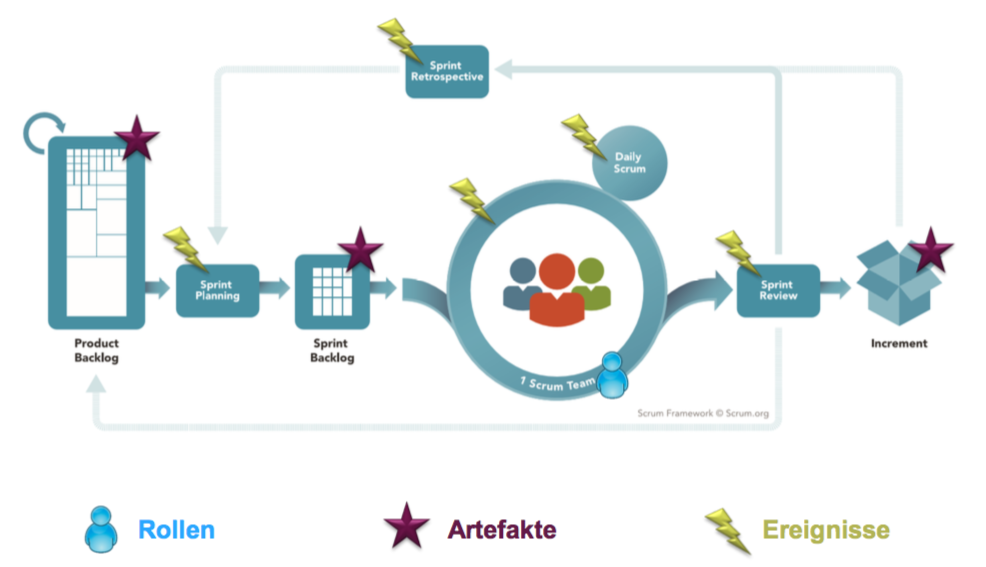 Sprint
Retrospective
Daily
Scrum
Sprint
Planning
Sprint
Review
Product
Backlog
Sprint
Backlog
1 Scrum Team
Increment
Scrum Framework © Scrum.org
Rollen
Artefakte
Ereignisse